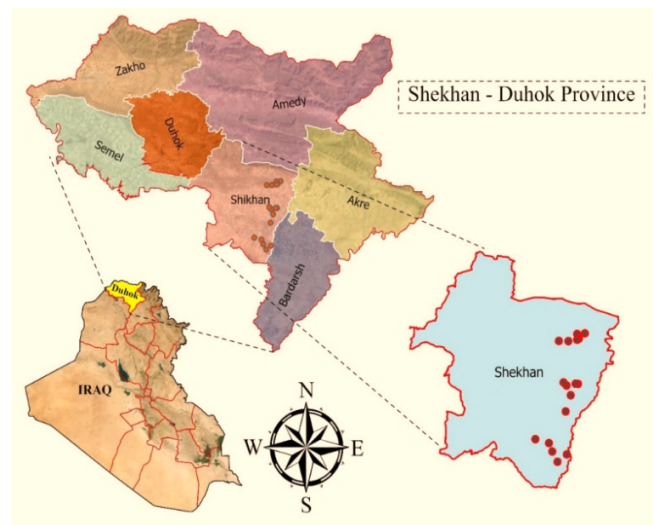 Zakho
Amedy
Shekhan - Duhok Province
Duhok
Semel
Shikhan
Akre
Bardarsh
Duhok
IRAQ
Shekhan
N
W E
S